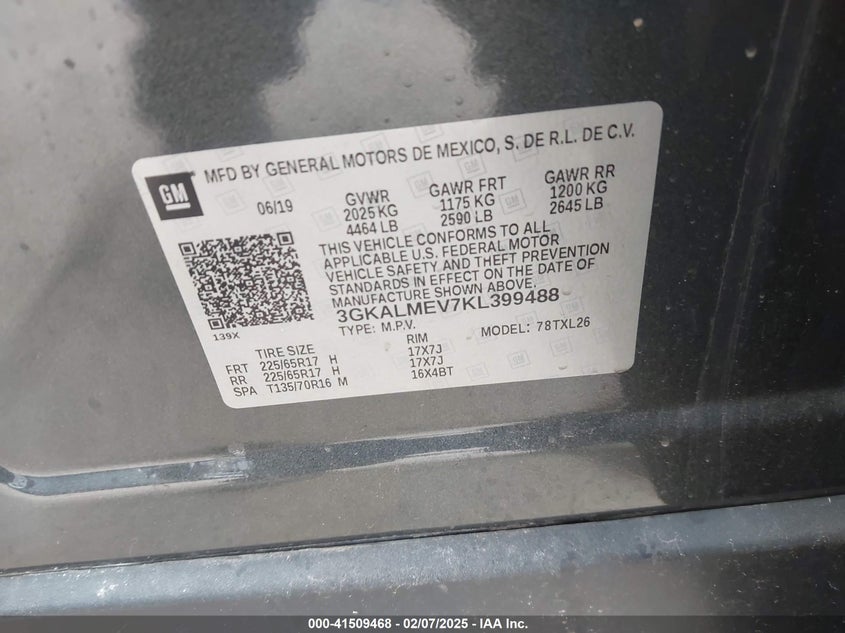 GM
MFD BY GENERAL MOTORS DE MEXICO, S. DE R.L. DE C.V.
06/19
GVWR
2025 KG
4464 LB
GAWR FRT
1175 KG
2590 LB
GAWR RR
1200 KG
2645 LB
THIS VEHICLE CONFORMS TO ALL
APPLICABLE U.S. FEDERAL MOTOR
VEHICLE SAFETY AND THEFT PREVENTION
STANDARDS IN EFFECT ON THE DATE OF
MANUFACTURE SHOWN ABOVE.
139X
3GKALMEV7KL399488
TYPE: M.P.V. MODEL: 78TXL26
TIRE SIZE RIM
FRT 225/65R17 H 17X7J
RR 225/65R17 H 17X7J
SPA T135/70R16 M 16X4BT
000-41509468 - 02/07/2025 - IAA Inc.